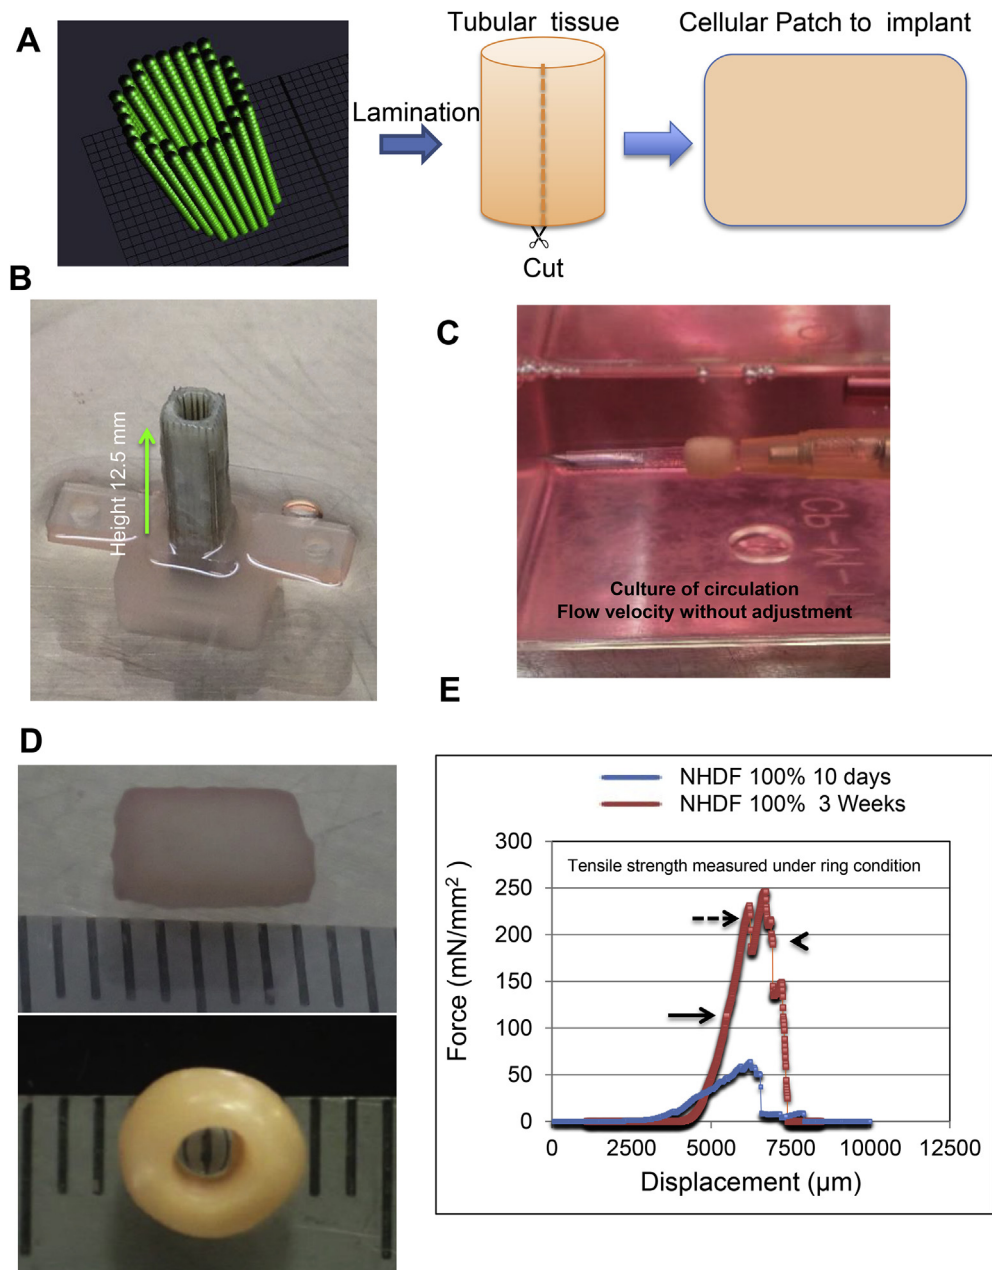 A
Lamination
Tubular tissue
Cut
Cellular Patch to implant
B
Height 12.5 mm
C
Cb-M-
Culture of circulation
Flow velocity without adjustment
D
E
NHDF 100% 10 days
NHDF 100% 3 Weeks
Tensile strength measured under ring condition
Force (mN/mm²)
300
250
200
150
100
50
0
0 2500 5000 7500 10000 12500
Displacement (µm)